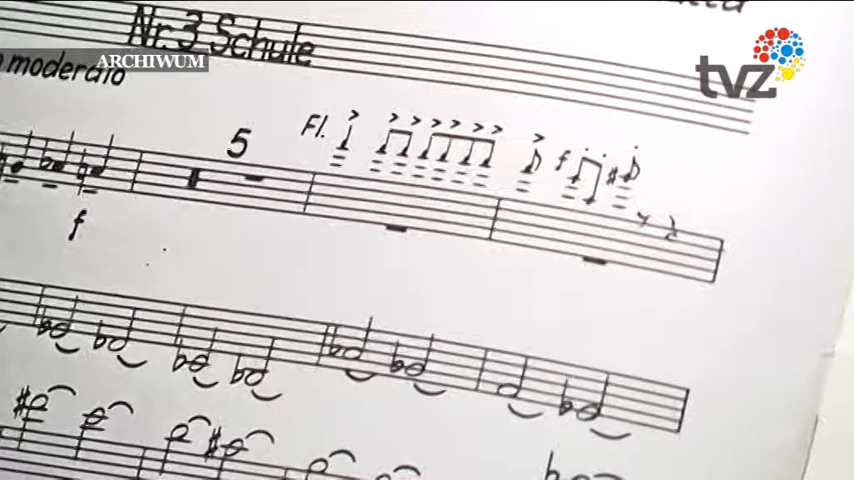 Nr. 3 Schule
moderato
ARCHIWUM
tvz
5
Fl.
f
f